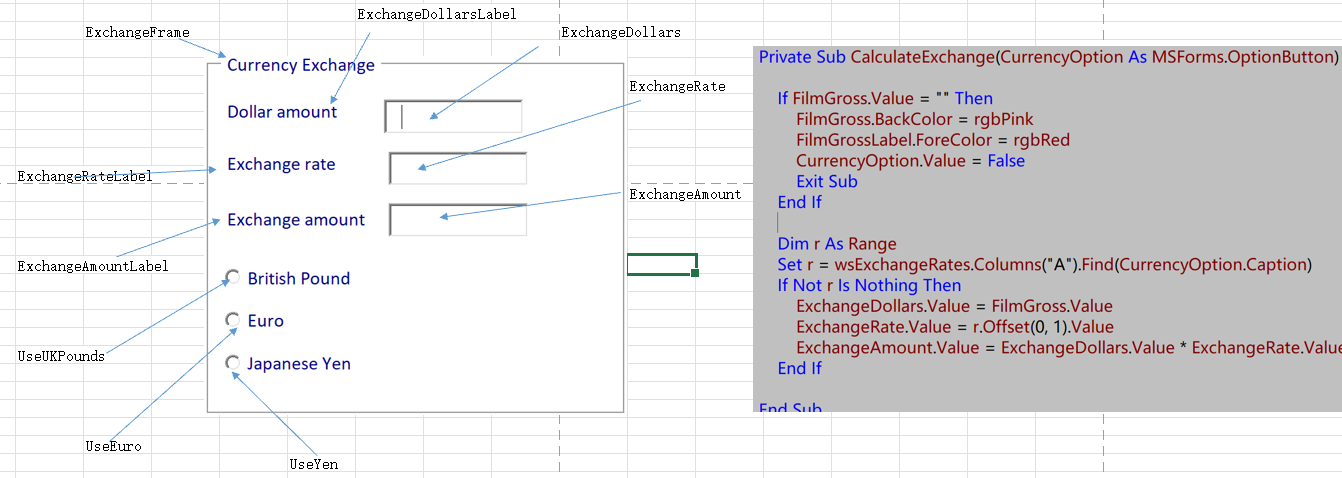 ExchangeDollarsLabel
ExchangeFrame
ExchangeDollars
Currency Exchange
ExchangeRate
Dollar amount
Exchange rate
ExchangeRateLabel
ExchangeAmount
Exchange amount
ExchangeAmountLabel
British Pound
Euro
UseUKPounds
Japanese Yen
UseEuro
UseYen
Private Sub CalculateExchange(CurrencyOption As MSForms.OptionButton)
If FilmGross.Value = "" Then
FilmGross.BackColor = rgbPink
FilmGrossLabel.ForeColor = rgbRed
CurrencyOption.Value = False
Exit Sub
End If
Dim r As Range
Set r = wsExchangeRates.Columns("A").Find(CurrencyOption.Caption)
If Not r Is Nothing Then
ExchangeDollars.Value = FilmGross.Value
ExchangeRate.Value = r.Offset(0, 1).Value
ExchangeAmount.Value = ExchangeDollars.Value * ExchangeRate.Value
End If
End Sub